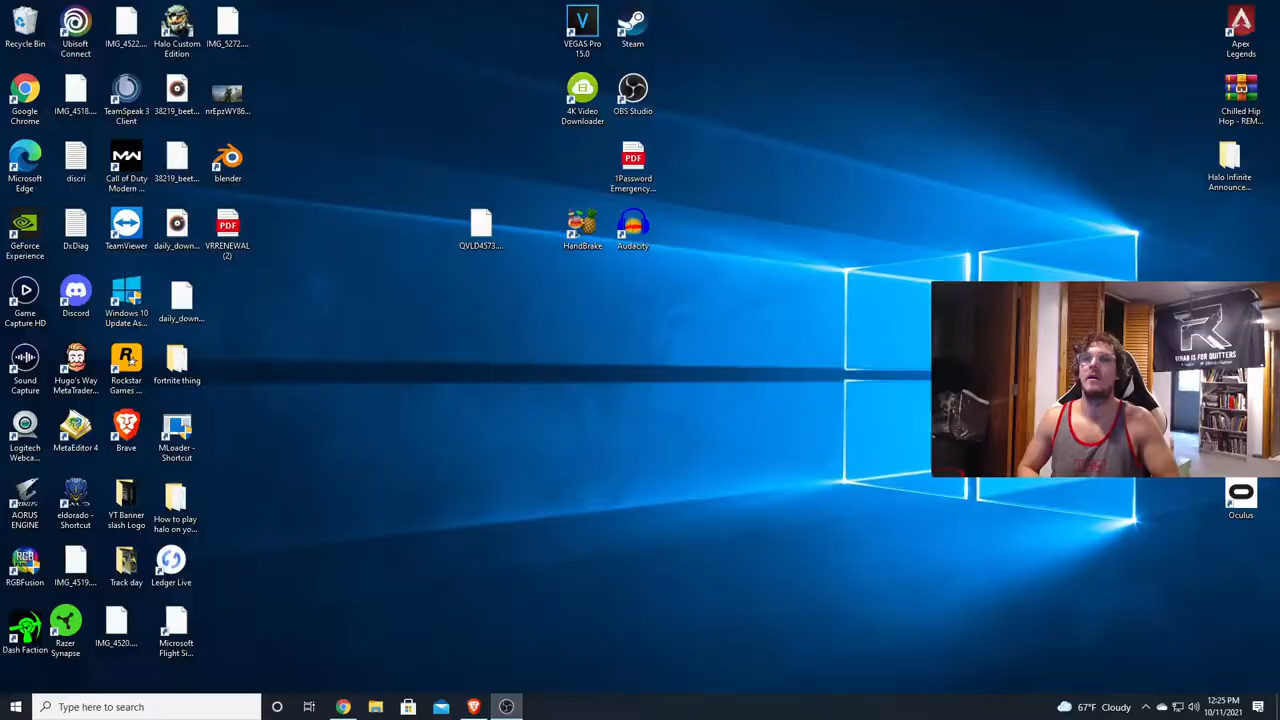 Recycle Bin
Ubisoft
Connect
IMG_4522....
Halo Custom
Edition
IMG_5272....
VEGAS Pro
15.0
Steam
Apex
Legends
Google
Chrome
IMG_4518....
TeamSpeak 3
Client
38219_beet...
nrEpzWY86...
4K Video
Downloader
OBS Studio
Chilled Hip
Hop - REM...
Microsoft
Edge
discri
Call of Duty
Modern ...
38219_beet...
blender
PDF
1Password
Emergency...
Halo Infinite
Announce...
GeForce
Experience
DxDiag
TeamViewer
daily_down...
PDF
VRRENEWAL
(2)
QVLD4573....
HandBrake
Audacity
Game
Capture HD
Discord
Windows 10
Update As...
daily_down...
Sound
Capture
Hugo's Way
MetaTrader...
Rockstar
Games ...
fortnite thing
Logitech
Webca...
MetaEditor 4
Brave
MLoader -
Shortcut
AORUS
ENGINE
eldorado -
Shortcut
YT Banner
slash Logo
How to play
halo on yo...
Oculus
RGBFusion
IMG_4519....
Track day
Ledger Live
Dash Faction
Razer
Synapse
IMG_4520....
Microsoft
Flight Si...
Type here to search
67°F Cloudy
12:25 PM
10/11/2021